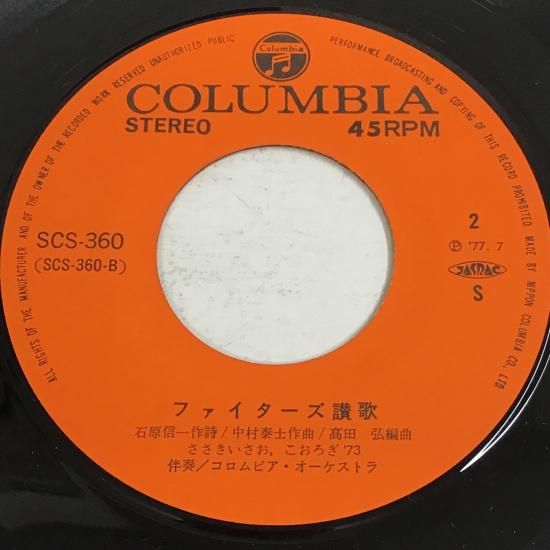 ALL RIGHTS OF THE MANUFACTURER AND OF THE OWNER OF THE RECORDED WORK RESERVED UNAUTHORIZED PUBLIC PERFORMANCE BROADCASTING AND COPYING OF THIS RECORD PROHIBITED MADE BY NIPPON COLUMBIA CO., LTD.
Columbia
COLUMBIA
STEREO 45RPM
SCS-360
(SCS-360-B)
2
Ⓟ '77. 7
JASRAC
S
ファイターズ讃歌
石原信一作詩/中村泰士作曲/高田 弘編曲
ささきいさお, こおろぎ'73
伴奏/コロムビア・オーケストラ